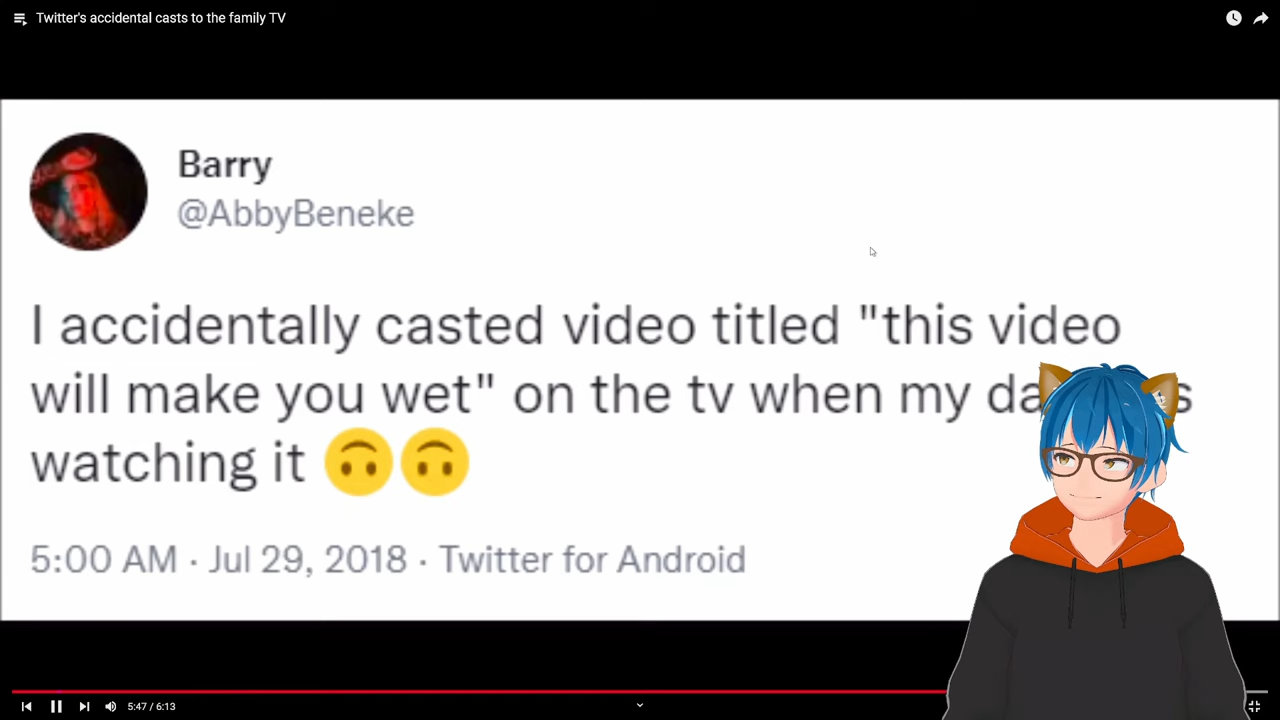 Twitter's accidental casts to the family TV
Barry
@AbbyBeneke
I accidentally casted video titled "this video
will make you wet" on the tv when my
watching it 🙃🙃
5:00 AM · Jul 29, 2018 · Twitter for Android
5:47 / 6:13